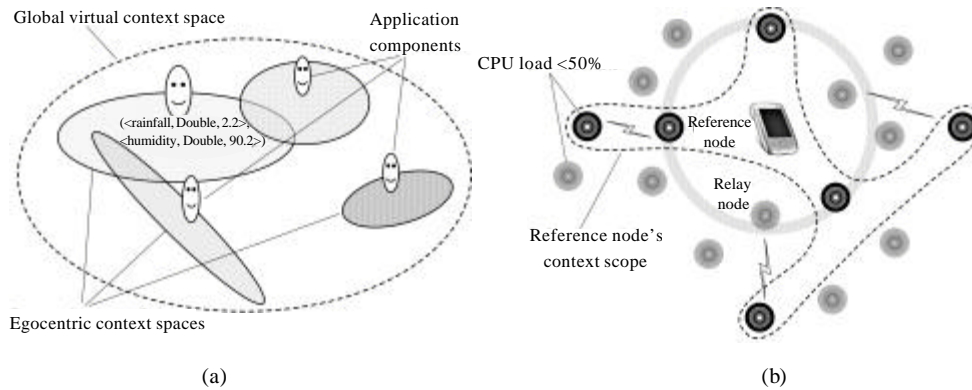 Global virtual context space
Application
components
(<rainfall, Double, 2.2>,
<humidity, Double, 90.2>)
Egocentric context spaces
(a)
CPU load <50%
Reference
node
Relay
node
Reference node's
context scope
(b)